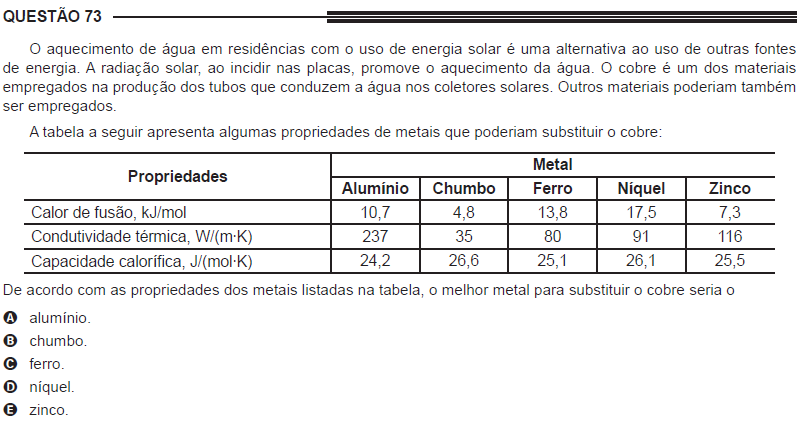 QUESTÃO 73
O aquecimento de água em residências com o uso de energia solar é uma alternativa ao uso de outras fontes
de energia. A radiação solar, ao incidir nas placas, promove o aquecimento da água. O cobre é um dos materiais
empregados na produção dos tubos que conduzem a água nos coletores solares. Outros materiais poderiam também
ser empregados.
A tabela a seguir apresenta algumas propriedades de metais que poderiam substituir o cobre:
Propriedades Metal
Alumínio Chumbo Ferro Níquel Zinco
Calor de fusão, kJ/mol 10,7 4,8 13,8 17,5 7,3
Condutividade térmica, W/(m·K) 237 35 80 91 116
Capacidade calorífica, J/(mol·K) 24,2 26,6 25,1 26,1 25,5
De acordo com as propriedades dos metais listadas na tabela, o melhor metal para substituir o cobre seria o
A alumínio.
B chumbo.
C ferro.
D níquel.
E zinco.